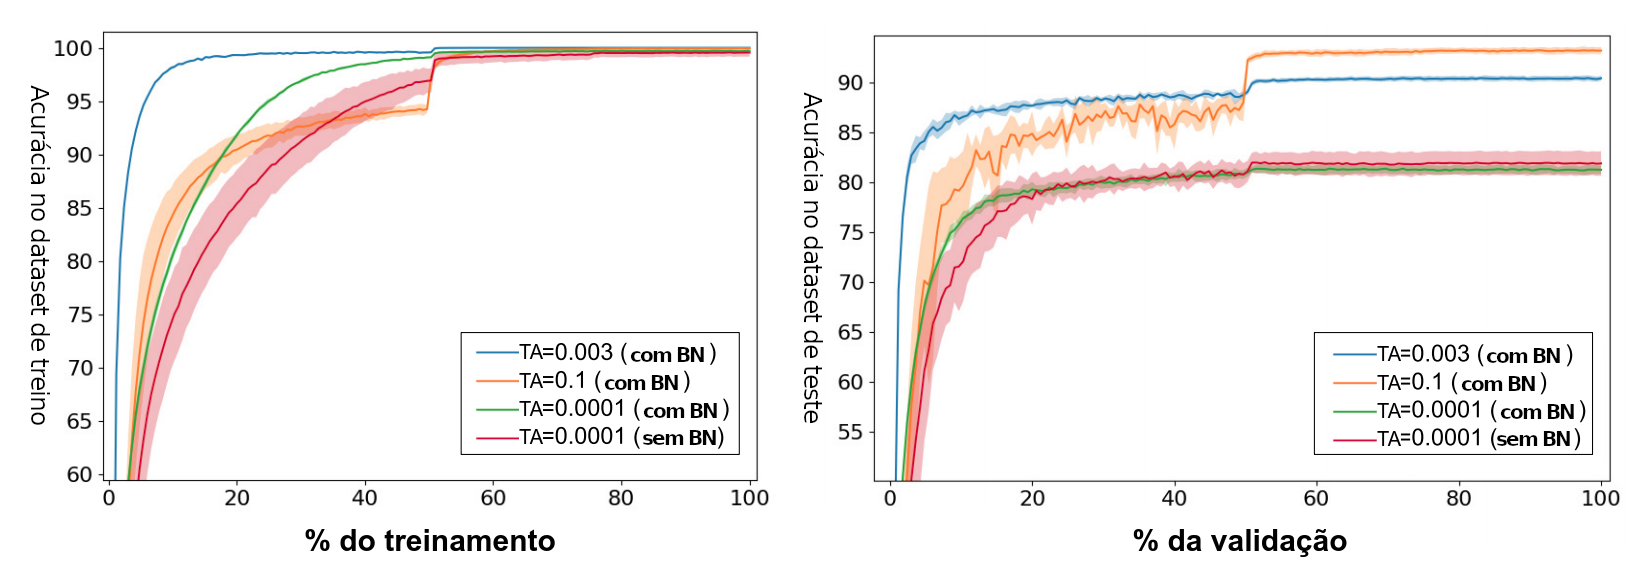 Acurácia no dataset de treino
100
95
90
85
80
75
70
65
60
0 20 40 60 80 100
% do treinamento
TA=0.003 (com BN)
TA=0.1 (com BN)
TA=0.0001 (com BN)
TA=0.0001 (sem BN)
Acurácia no dataset de teste
90
85
80
75
70
65
60
55
0 20 40 60 80 100
% da validação
TA=0.003 (com BN)
TA=0.1 (com BN)
TA=0.0001 (com BN)
TA=0.0001 (sem BN)